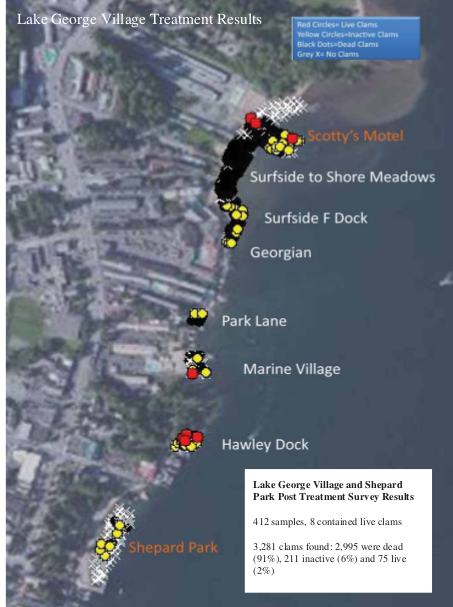 Lake George Village Treatment Results
Red Circles= Live Clams
Yellow Circles=Inactive Clams
Black Dots=Dead Clams
Grey X= No Clams
Scotty's Motel
Surfside to Shore Meadows
Surfside F Dock
Georgian
Park Lane
Marine Village
Hawley Dock
Shepard Park
Lake George Village and Shepard
Park Post Treatment Survey Results
412 samples, 8 contained live clams
3,281 clams found: 2,995 were dead
(91%), 211 inactive (6%) and 75 live
(2%)